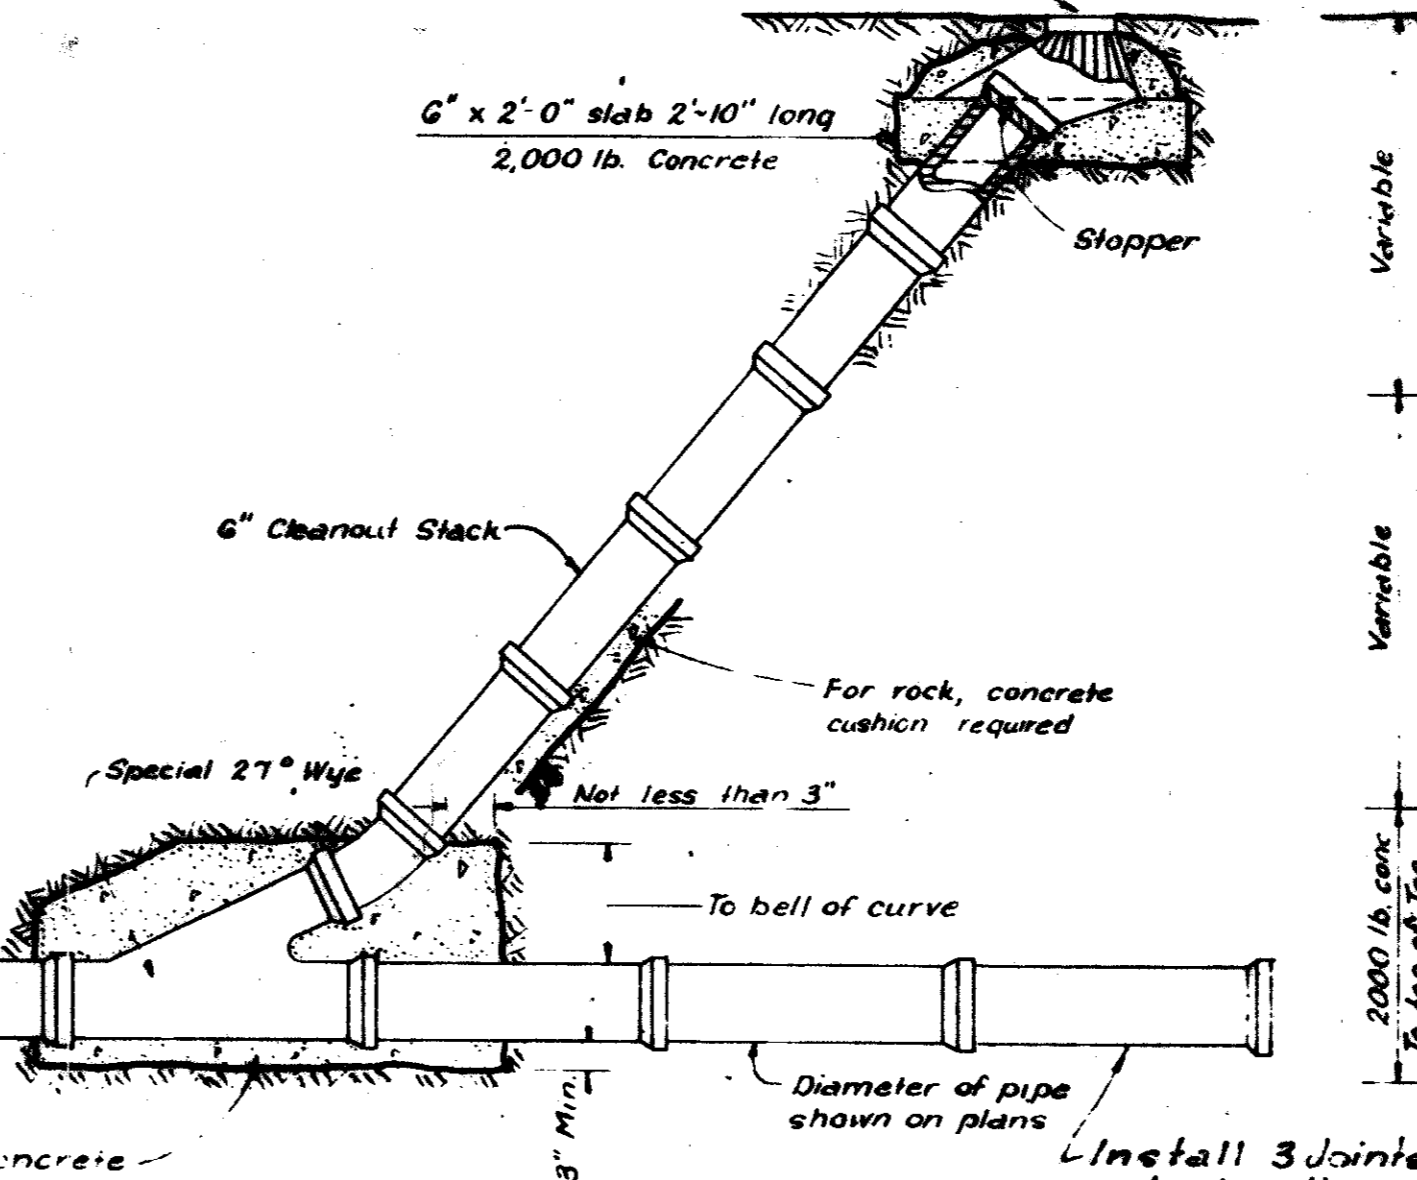 6" x 2'-0" slab 2'-10" long
2,000 lb. Concrete
Stopper
Variable
6" Cleanout Stack
Variable
For rock, concrete
cushion required
Special 27° Wye
Not less than 3"
2000 lb. conc
To bell of curve
Diameter of pipe
shown on plans
3" Min.
Install 3 Joints